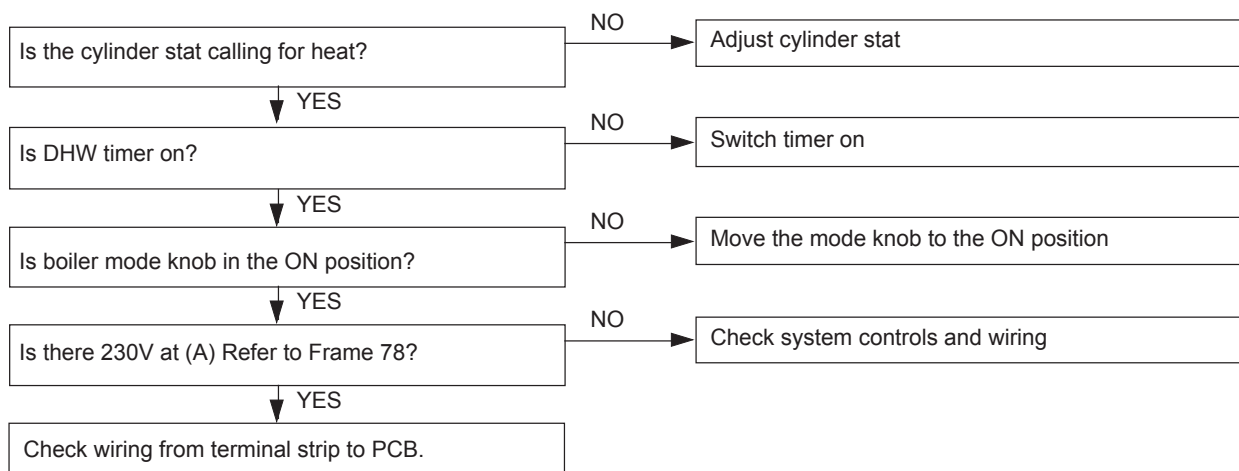 Is the cylinder stat calling for heat?
NO
Adjust cylinder stat
YES
Is DHW timer on?
NO
Switch timer on
YES
Is boiler mode knob in the ON position?
NO
Move the mode knob to the ON position
YES
Is there 230V at (A) Refer to Frame 78?
NO
Check system controls and wiring
YES
Check wiring from terminal strip to PCB.